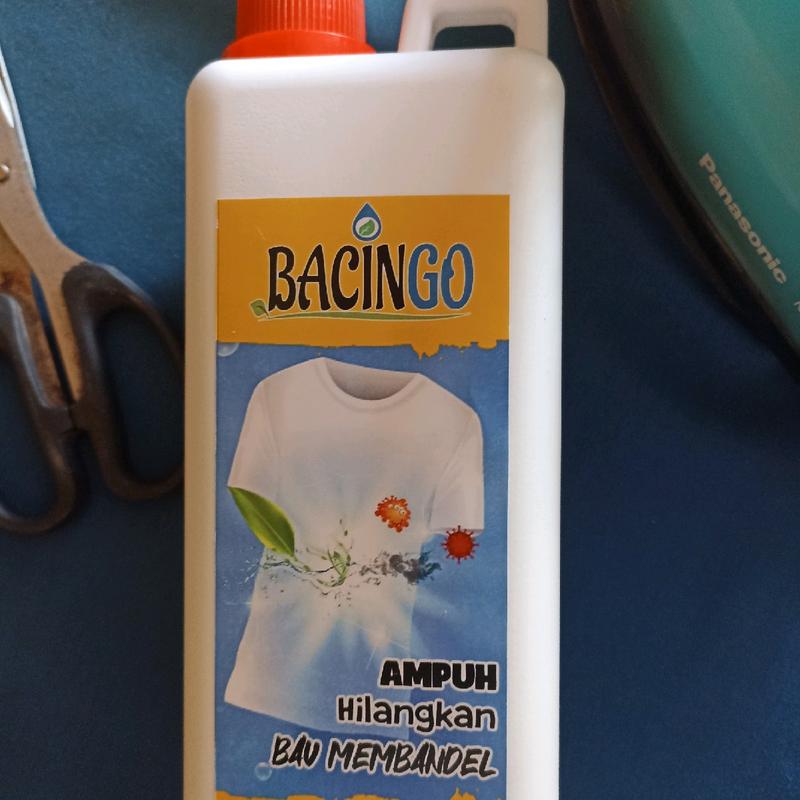 BACINGO
AMPUH
Hilangkan
BAU MEMBANDEL
Panasonic